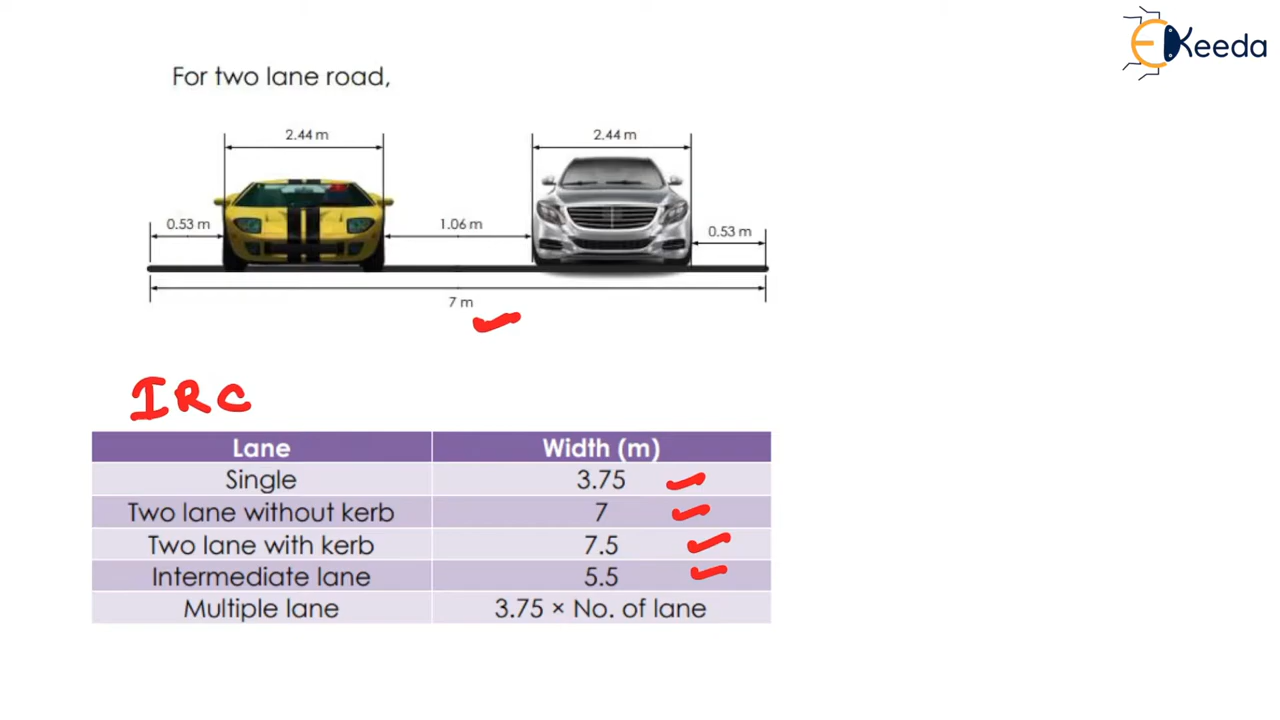 EKeeda
For two lane road,
2.44 m 2.44 m
0.53 m 1.06 m 0.53 m
7 m
IRC
Lane Width (m)
Single 3.75
Two lane without kerb 7
Two lane with kerb 7.5
Intermediate lane 5.5
Multiple lane 3.75 × No. of lane